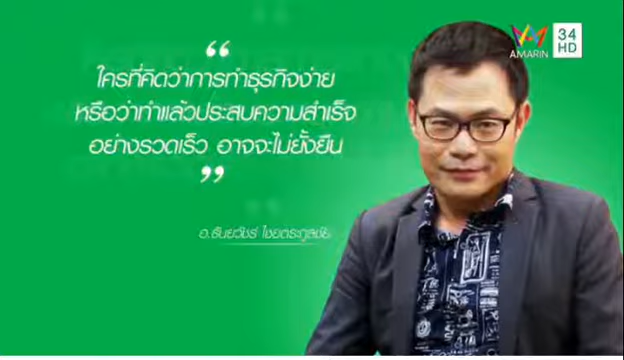 AMARIN
34
HD
“
ใครที่คิดว่าการทำธุรกิจง่าย
หรือว่าทำแล้วประสบความสำเร็จ
อย่างรวดเร็ว อาจจะไม่ยั่งยืน
”
อ.ธันยวัชร์ ไชยตระกูลชัย